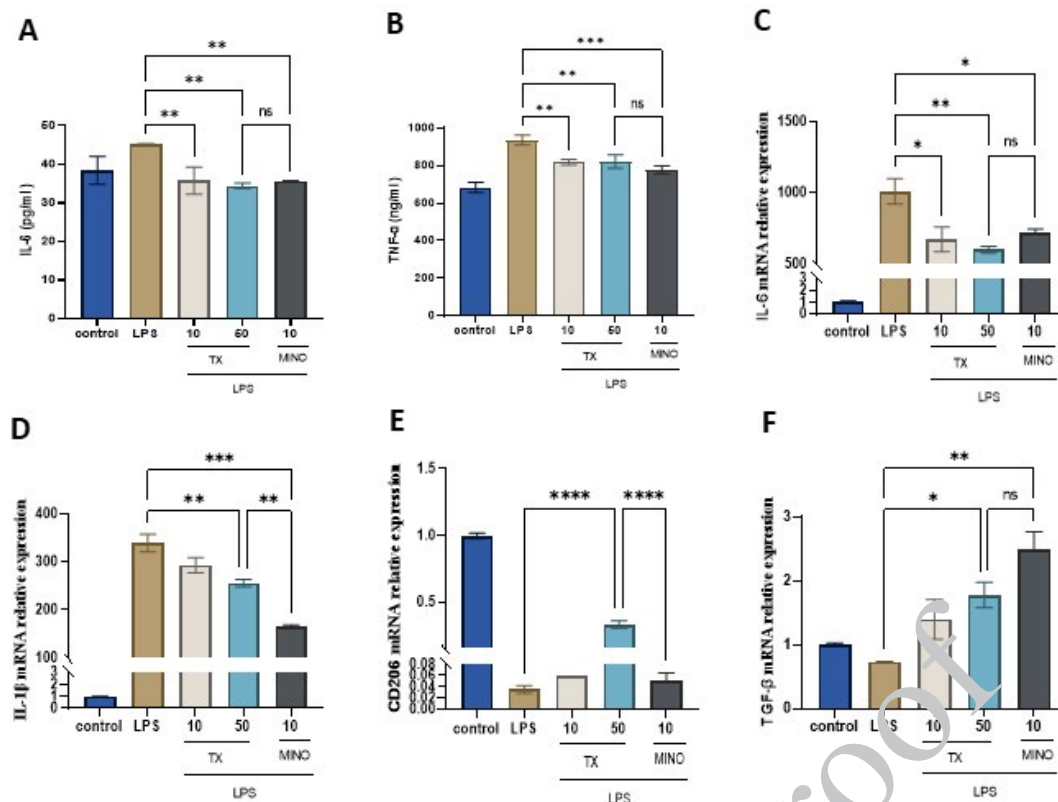 A
**
**
**
ns
IL-6 (pg/ml)
60
40
30
20
10
0
control LPS 10 60 10
TX MINO
LPS
B
***
**
**
ns
TNF-α (ng/ml)
1000
800
600
400
200
0
control LPS 10 60 10
TX MINO
LPS
C
*
**
*
ns
IL-6 mRNA relative expression
1500
1000
500
3
2
1
0
control LPS 10 50 10
TX MINO
LPS
D
***
**
**
IL-1β mRNA relative expression
400
300
200
100
3
2
1
0
control LPS 10 50 10
TX MINO
LPS
E
****
****
CD206 mRNA relative expression
1.5
1.0
0.5
0.08
0.06
0.04
0.02
0.00
control LPS 10 50 10
TX MINO
LPS
F
**
*
ns
TGF-β mRNA relative expression
3
2
1
0
control LPS 10 50 10
TX MINO
LPS